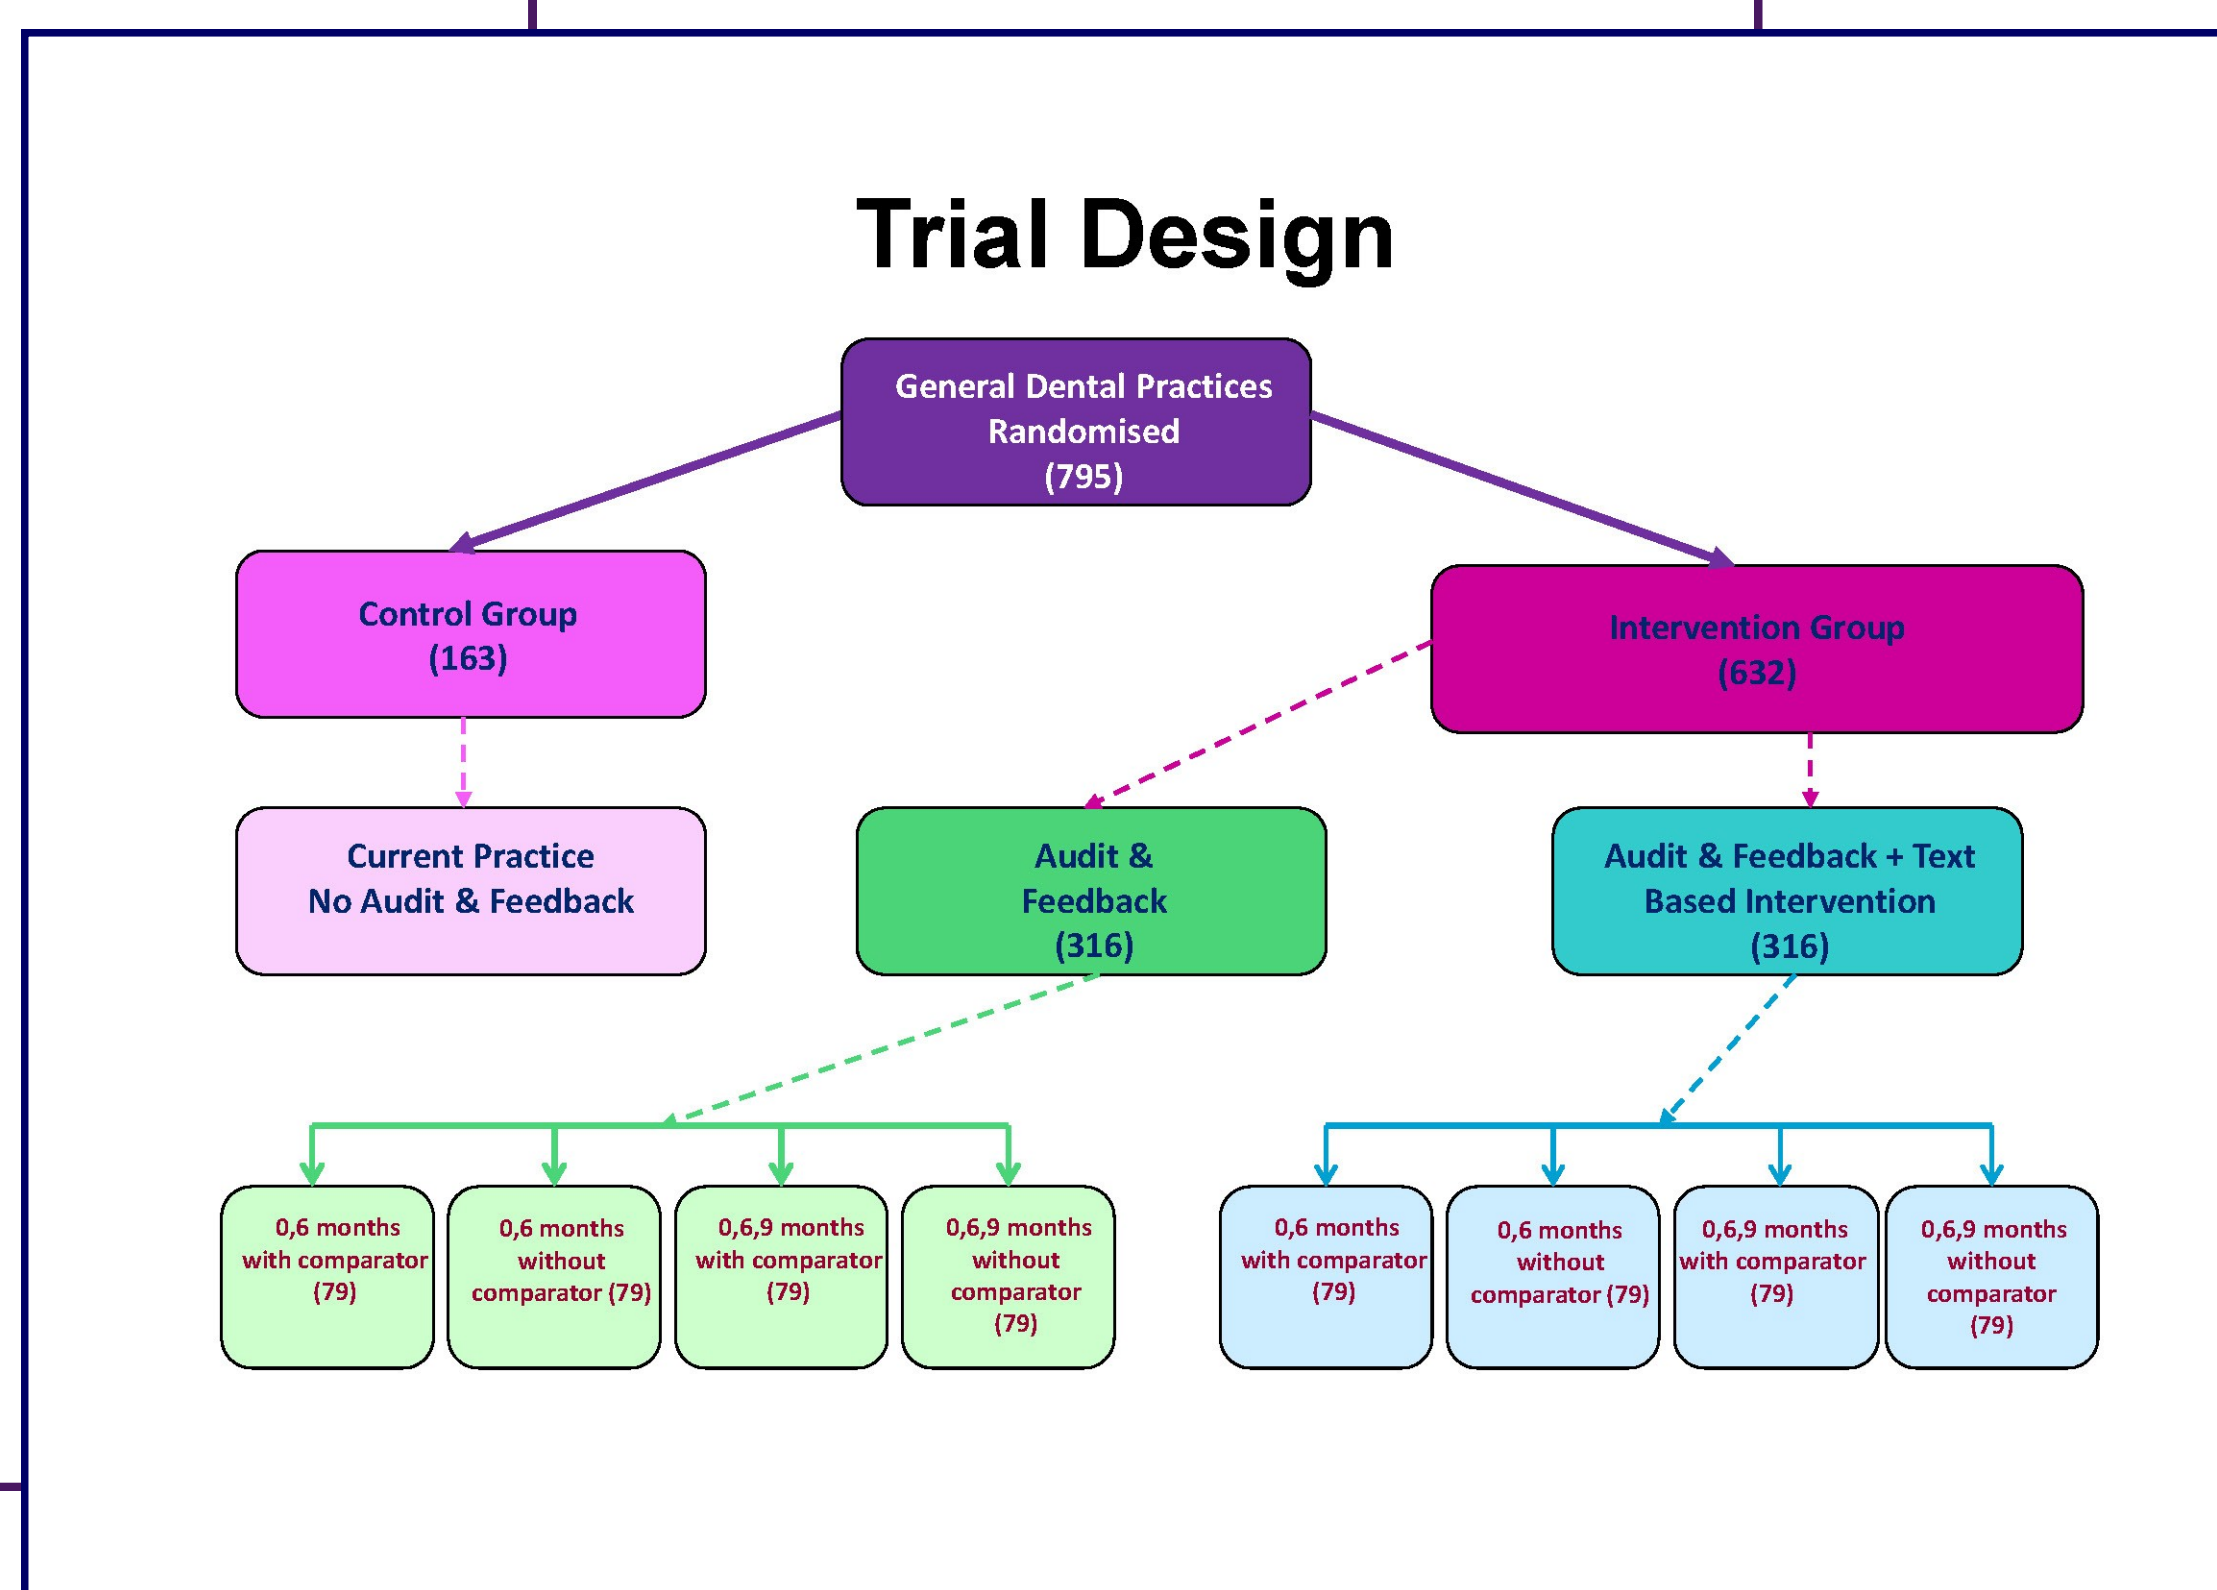 Trial Design
General Dental Practices
Randomised
(795)
Control Group
(163)
Intervention Group
(632)
Current Practice
No Audit & Feedback
Audit &
Feedback
(316)
Audit & Feedback + Text
Based Intervention
(316)
0,6 months
with comparator
(79)
0,6 months
without
comparator (79)
0,6,9 months
with comparator
(79)
0,6,9 months
without
comparator
(79)
0,6 months
with comparator
(79)
0,6 months
without
comparator (79)
0,6,9 months
with comparator
(79)
0,6,9 months
without
comparator
(79)